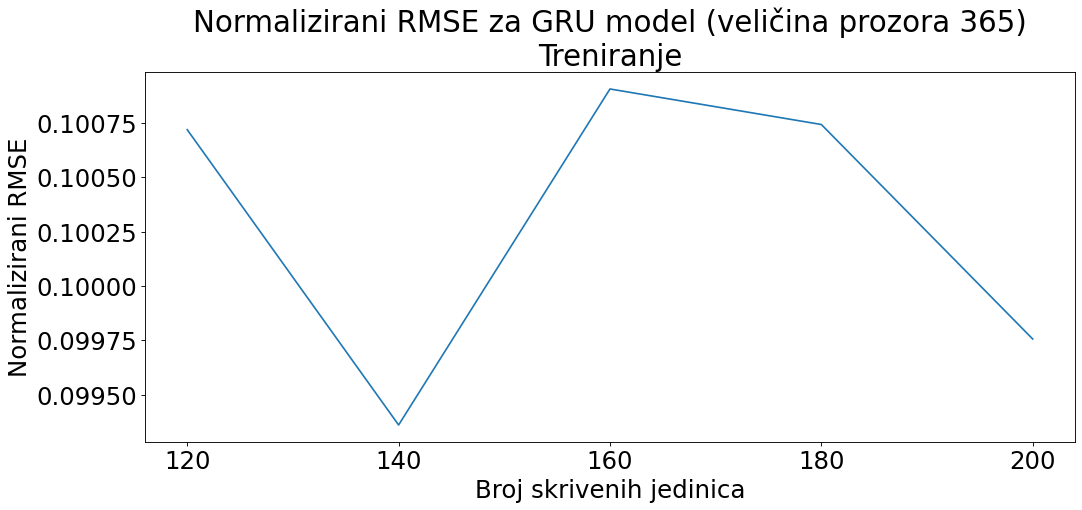 Normalizirani RMSE za GRU model (veličina prozora 365)
Treniranje
Normalizirani RMSE
0.10075
0.10050
0.10025
0.10000
0.09975
0.09950
120 140 160 180 200
Broj skrivenih jedinica